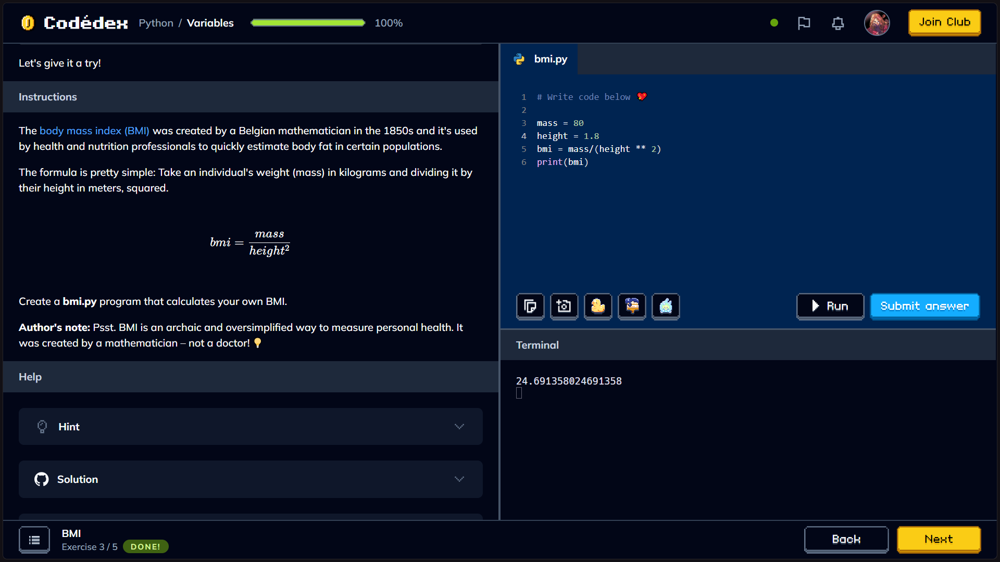 Codédex Python / Variables 100% Join Club
Let's give it a try!
Instructions
The body mass index (BMI) was created by a Belgian mathematician in the 1850s and it's used
by health and nutrition professionals to quickly estimate body fat in certain populations.
The formula is pretty simple: Take an individual's weight (mass) in kilograms and dividing it by
their height in meters, squared.
bmi = mass / height²
Create a bmi.py program that calculates your own BMI.
Author's note: Psst. BMI is an archaic and oversimplified way to measure personal health. It
was created by a mathematician – not a doctor! 💡
Help
Hint
Solution
bmi.py
1 # Write code below 💖
2
3 mass = 80
4 height = 1.8
5 bmi = mass/(height ** 2)
6 print(bmi)
Run Submit answer
Terminal
24.691358024691358
BMI
Exercise 3 / 5 DONE!
Back Next